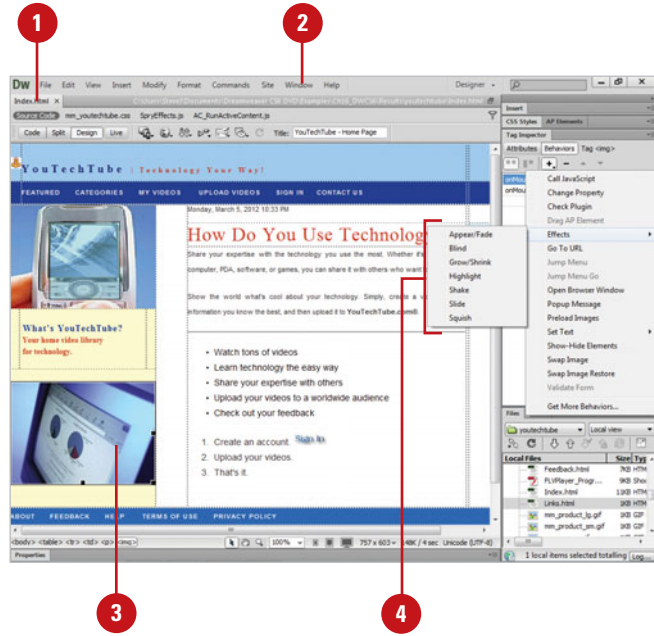 1
2
DW File Edit View Insert Modify Format Commands Site Window Help Designer
Index.html ×
Source Code mm_youtechtube.css SpryEffects.js AC_RunActiveContent.js
Code Split Design Live Title: YouTechTube - Home Page
YouTechTube | Technology Your Way!
FEATURED CATEGORIES MY VIDEOS UPLOAD VIDEOS SIGN IN CONTACT US
Monday, March 5, 2012 10:33 PM
How Do You Use Technolog
Share your expertise with the technology you use the most. Whether it's
computer, PDA, software, or games, you can share it with others who want
Show the world what's cool about your technology. Simply, create a
information you know the best, and then upload it to YouTechTube.com®.
What's YouTechTube?
Your home video library
for technology.
• Watch tons of videos
• Learn technology the easy way
• Share your expertise with others
• Upload your videos to a worldwide audience
• Check out your feedback
1. Create an account. Sign In
2. Upload your videos.
3. That's it.
ABOUT FEEDBACK HELP TERMS OF USE PRIVACY POLICY
<body> <table> <tr> <td> <p> <img>
100% 757 x 603 148K / 4 sec Unicode (UTF-8)
Properties
Appear/Fade
Blind
Grow/Shrink
Highlight
Shake
Slide
Squish
Insert
CSS Styles AP Elements
Tag Inspector
Attributes Behaviors Tag <img>
Call JavaScript
Change Property
Check Plugin
Drag AP Element
Effects
Go To URL
Jump Menu
Jump Menu Go
Open Browser Window
Popup Message
Preload Images
Set Text
Show-Hide Elements
Swap Image
Swap Image Restore
Validate Form
Get More Behaviors...
Files
youtechtube Local view
Local Files Size Typ
Feedback.html 7KB HTM
FLVPlayer_Progr... 9KB Shoc
Index.html 11KB HTM
Links.html 1KB HTM
mm_product_lg.gif GIF
mm_product_sm.gif GIF
1 local items selected totalling Log...
3
4